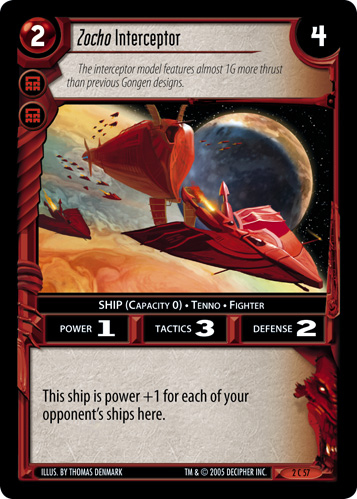 2 Zocho Interceptor 4
The interceptor model features almost 1G more thrust
than previous Gongen designs.
SHIP (CAPACITY 0) • TENNO • FIGHTER
POWER 1 TACTICS 3 DEFENSE 2
This ship is power +1 for each of your
opponent's ships here.
ILLUS. BY THOMAS DENMARK TM & © 2005 DECIPHER INC. 2 C 57